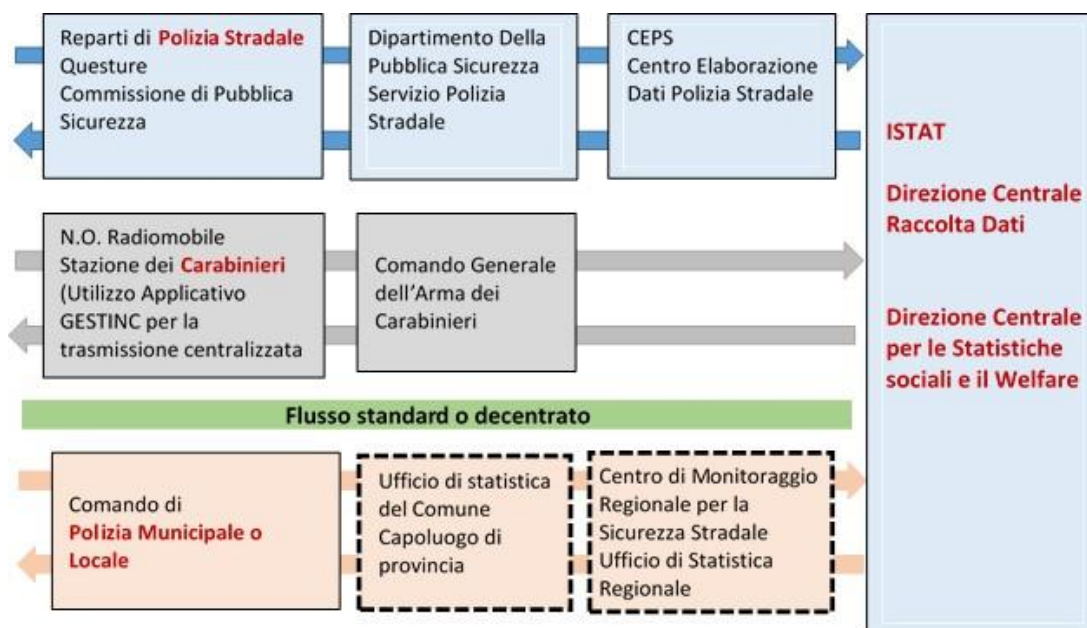 Reparti di Polizia Stradale
Questure
Commissione di Pubblica
Sicurezza
Dipartimento Della
Pubblica Sicurezza
Servizio Polizia
Stradale
CEPS
Centro Elaborazione
Dati Polizia Stradale
ISTAT
Direzione Centrale
Raccolta Dati
Direzione Centrale
per le Statistiche
sociali e il Welfare
N.O. Radiomobile
Stazione dei Carabinieri
(Utilizzo Applicativo
GESTINC per la
trasmissione centralizzata
Comando Generale
dell'Arma dei
Carabinieri
Flusso standard o decentrato
Comando di
Polizia Municipale o
Locale
Ufficio di statistica
del Comune
Capoluogo di
provincia
Centro di Monitoraggio
Regionale per la
Sicurezza Stradale
Ufficio di Statistica
Regionale